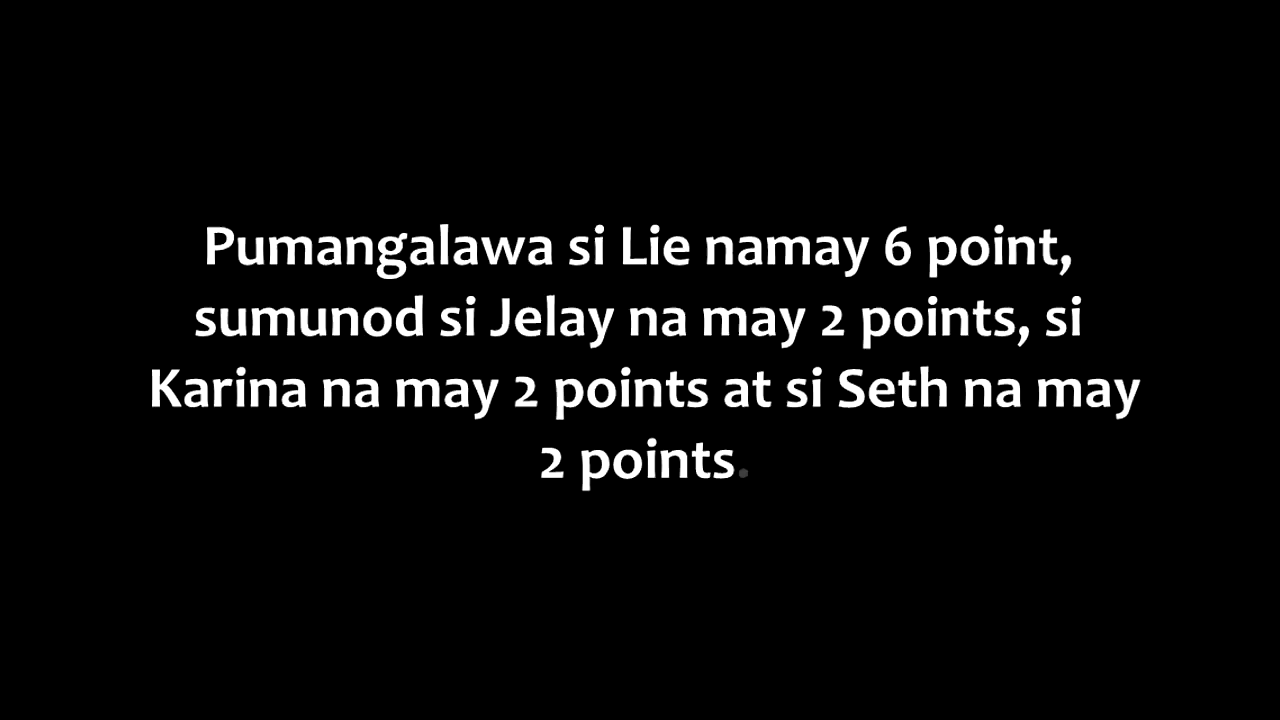 Pumangalawa si Lie namay 6 point,
sumunod si Jelay na may 2 points, si
Karina na may 2 points at si Seth na may
2 points.